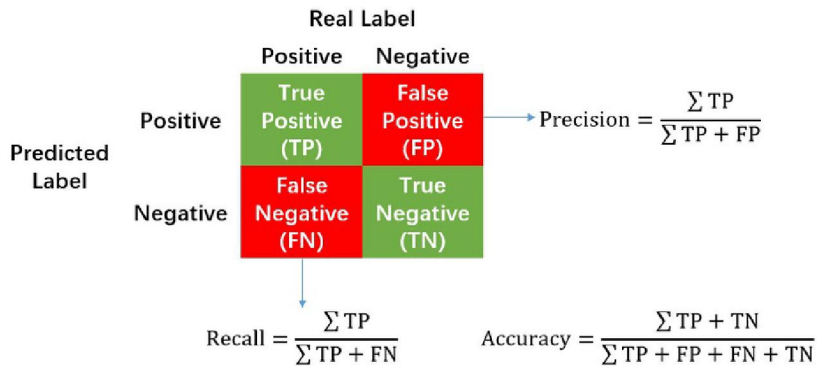 Real Label
Positive Negative
True Positive (TP)
False Positive (FP)
Positive
Precision = ∑ TP / ∑ TP + FP
Predicted Label
False Negative (FN)
True Negative (TN)
Negative
Recall = ∑ TP / ∑ TP + FN
Accuracy = ∑ TP + TN / ∑ TP + FP + FN + TN